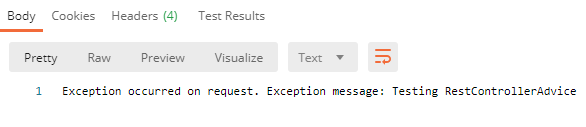 Body Cookies Headers (4) Test Results
Pretty Raw Preview Visualize Text
1 Exception occurred on request. Exception message: Testing RestControllerAdvice